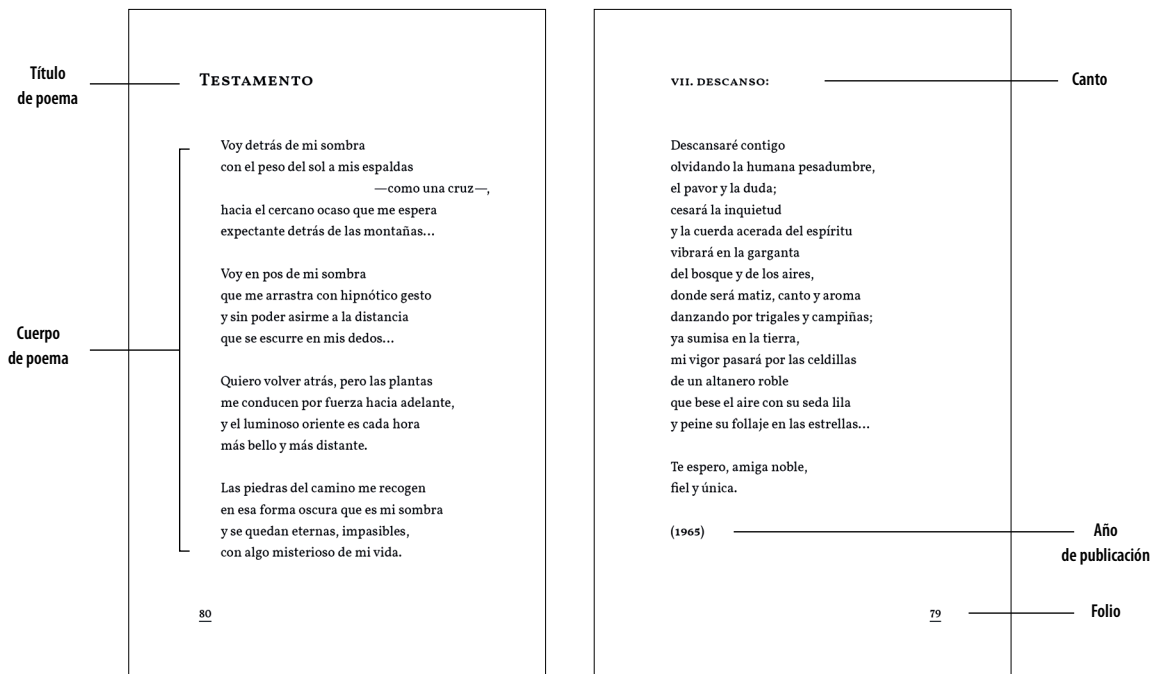 Título
de poema
TESTAMENTO
Voy detrás de mi sombra
con el peso del sol a mis espaldas
—como una cruz—,
hacia el cercano ocaso que me espera
expectante detrás de las montañas...
Voy en pos de mi sombra
que me arrastra con hipnótico gesto
y sin poder asirme a la distancia
que se escurre en mis dedos...
Cuerpo
de poema
Quiero volver atrás, pero las plantas
me conducen por fuerza hacia adelante,
y el luminoso oriente es cada hora
más bello y más distante.
Las piedras del camino me recogen
en esa forma oscura que es mi sombra
y se quedan eternas, impasibles,
con algo misterioso de mi vida.
80
VII. DESCANSO:
Canto
Descansaré contigo
olvidando la humana pesadumbre,
el pavor y la duda;
cesará la inquietud
y la cuerda acerada del espíritu
vibrará en la garganta
del bosque y de los aires,
donde será matiz, canto y aroma
danzando por trigales y campiñas;
ya sumisa en la tierra,
mi vigor pasará por las celdillas
de un altanero roble
que bese el aire con su seda lila
y peine su follaje en las estrellas...
Te espero, amiga noble,
fiel y única.
(1965)
Año
de publicación
79
Folio